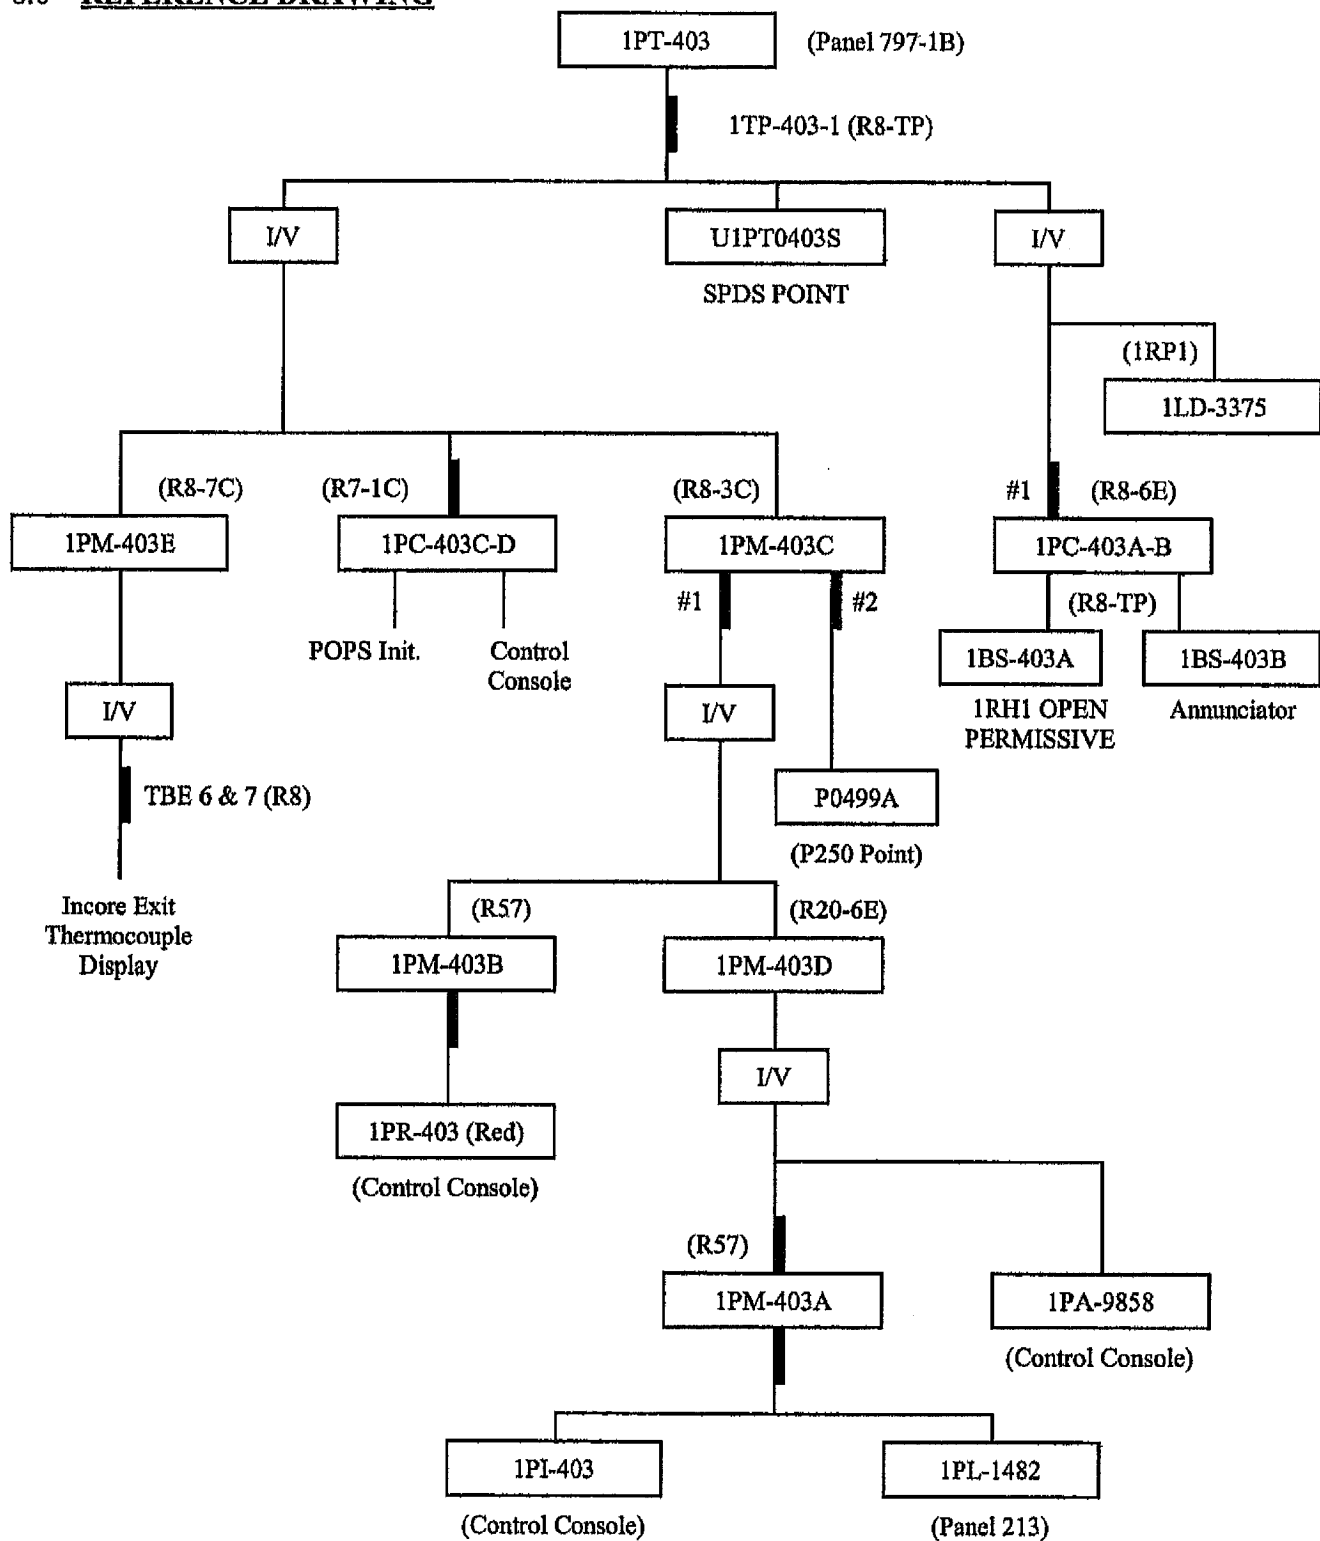 REFERENCE DRAWING
1PT-403 (Panel 797-1B)
1TP-403-1 (R8-TP)
I/V
U1PT0403S
I/V
SPDS POINT
(1RP1)
1LD-3375
(R8-7C)
(R7-1C)
(R8-3C)
#1
(R8-6E)
1PM-403E
1PC-403C-D
1PM-403C
1PC-403A-B
#1
#2
(R8-TP)
POPS Init.
Control
Console
1BS-403A
1BS-403B
1RH1 OPEN
PERMISSIVE
Annunciator
I/V
I/V
TBE 6 & 7 (R8)
P0499A
(P250 Point)
Incore Exit
Thermocouple
Display
(R57)
(R20-6E)
1PM-403B
1PM-403D
I/V
1PR-403 (Red)
(Control Console)
(R57)
1PM-403A
1PA-9858
(Control Console)
1PI-403
1PL-1482
(Control Console)
(Panel 213)